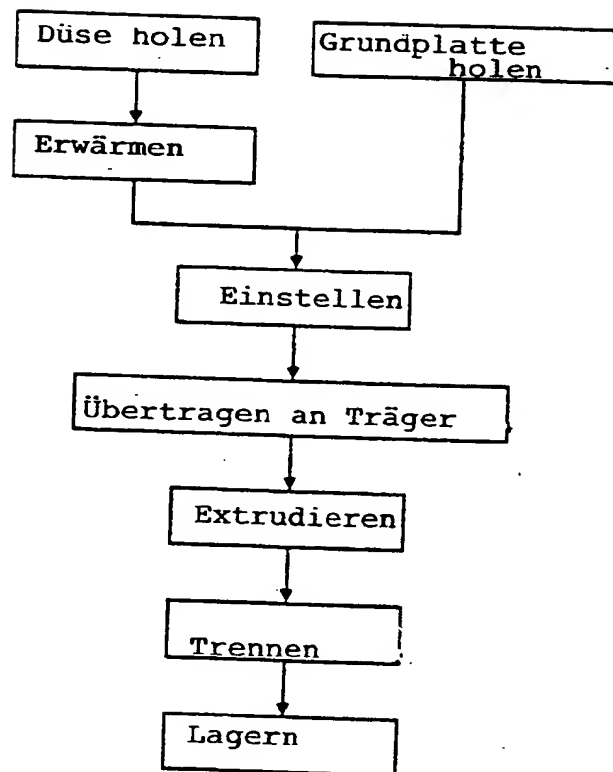 Düse holen
Grundplatte
holen
Erwärmen
Einstellen
Übertragen an Träger
Extrudieren
Trennen
Lagern